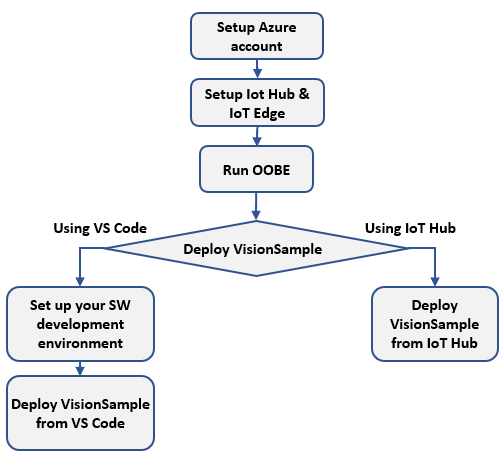 Setup Azure
account
Setup Iot Hub &
IoT Edge
Run OOBE
Using VS Code
Using IoT Hub
Deploy VisionSample
Set up your SW
development
environment
Deploy
VisionSample
from IoT Hub
Deploy VisionSample
from VS Code